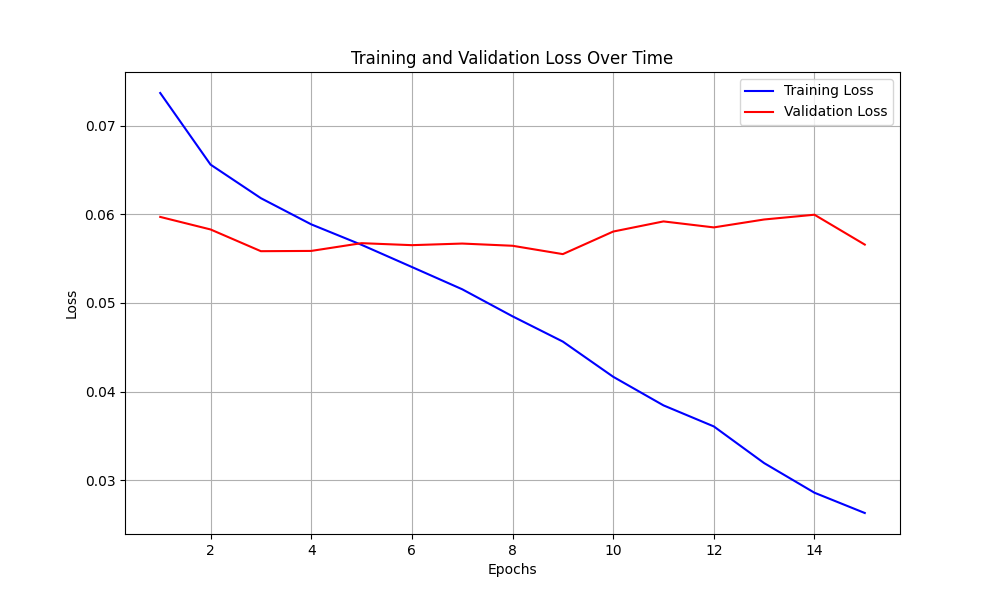 Training and Validation Loss Over Time
Training Loss
Validation Loss
0.07
0.06
0.05
0.04
0.03
Loss
2 4 6 8 10 12 14
Epochs